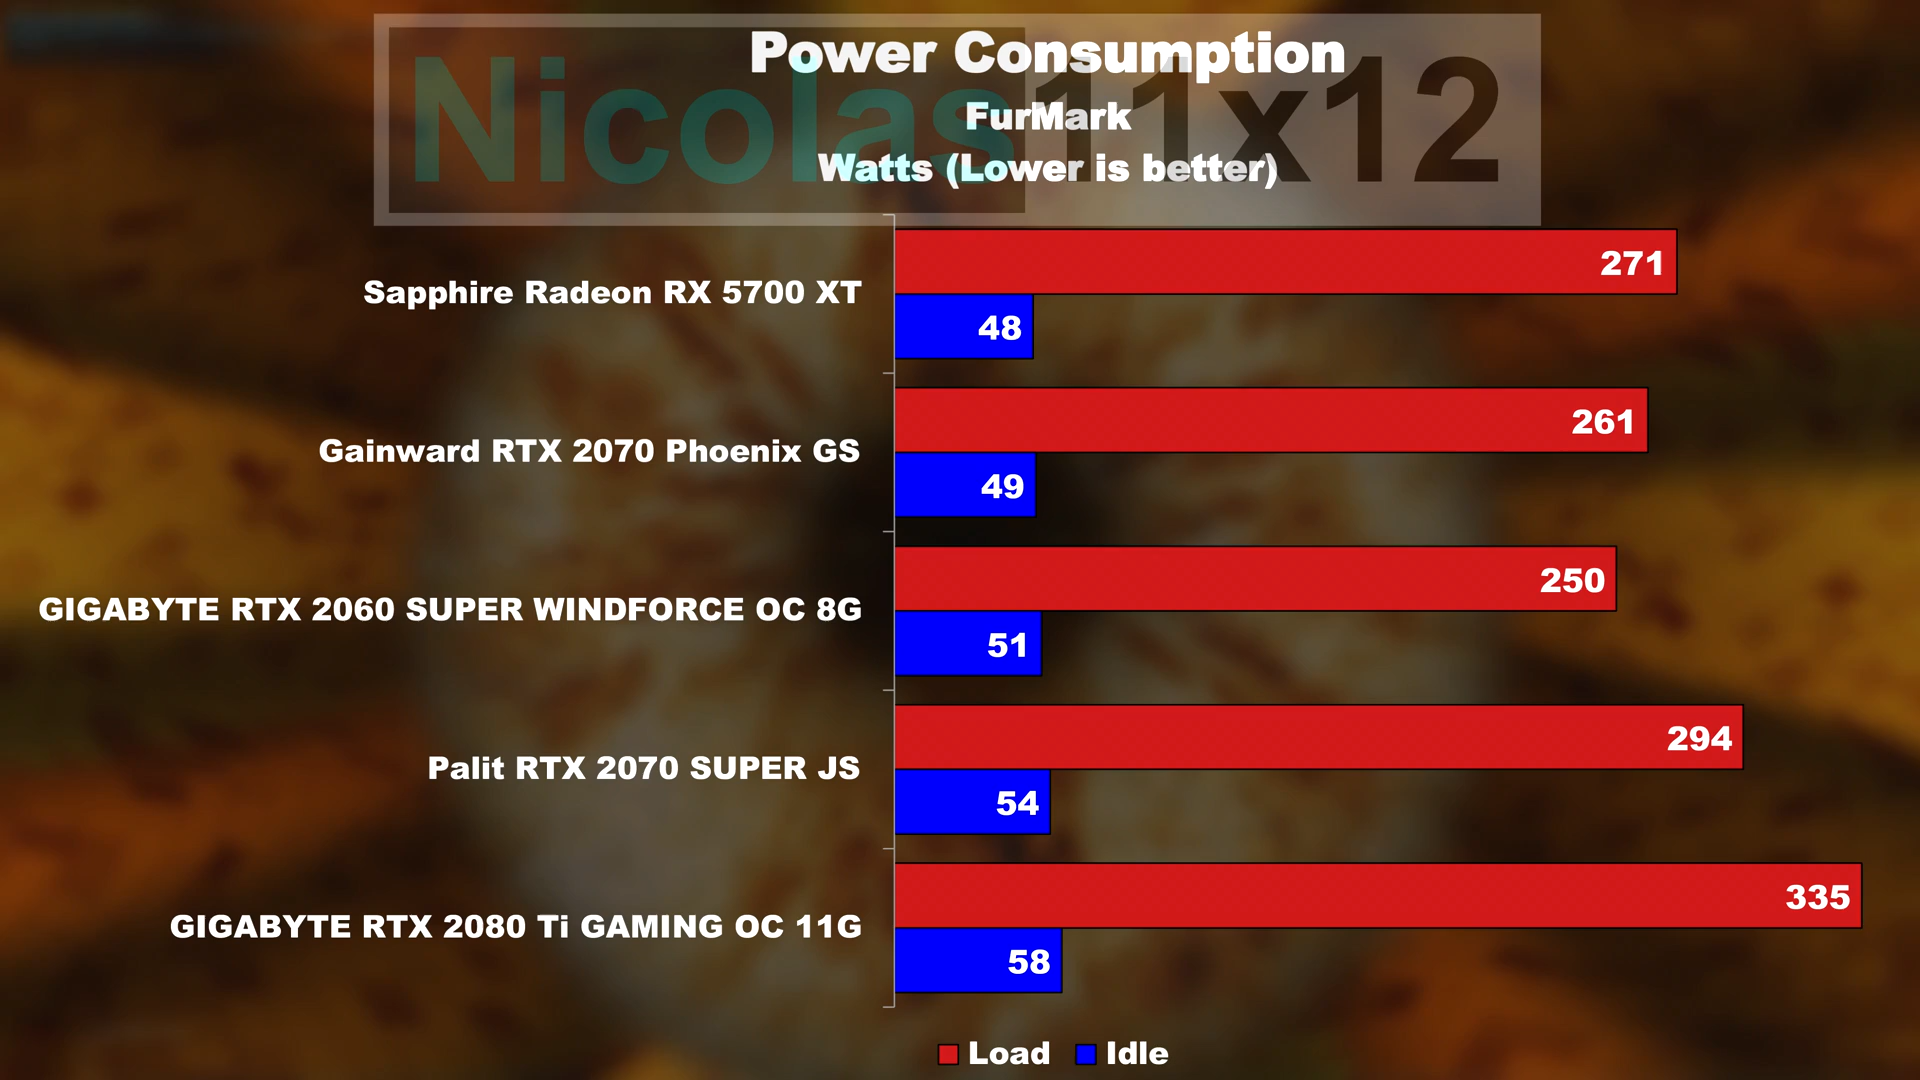 Nicolas11x12
Power Consumption
FurMark
Watts (Lower is better)
Sapphire Radeon RX 5700 XT
271
48
Gainward RTX 2070 Phoenix GS
261
49
GIGABYTE RTX 2060 SUPER WINDFORCE OC 8G
250
51
Palit RTX 2070 SUPER JS
294
54
GIGABYTE RTX 2080 Ti GAMING OC 11G
335
58
Load Idle